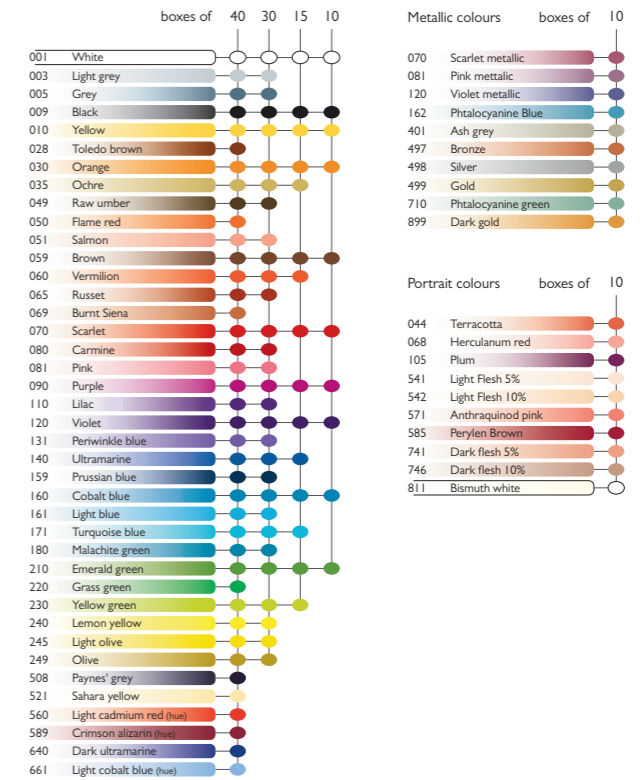 boxes of 40 30 15 10
001 White
003 Light grey
005 Grey
009 Black
010 Yellow
028 Toledo brown
030 Orange
035 Ochre
049 Raw umber
050 Flame red
051 Salmon
059 Brown
060 Vermilion
065 Russet
069 Burnt Siena
070 Scarlet
080 Carmine
081 Pink
090 Purple
110 Lilac
120 Violet
131 Periwinkle blue
140 Ultramarine
159 Prussian blue
160 Cobalt blue
161 Light blue
171 Turquoise blue
180 Malachite green
210 Emerald green
220 Grass green
230 Yellow green
240 Lemon yellow
245 Light olive
249 Olive
508 Paynes' grey
521 Sahara yellow
560 Light cadmium red (hue)
589 Crimson alizarin (hue)
640 Dark ultramarine
661 Light cobalt blue (hue)
Metallic colours boxes of 10
070 Scarlet metallic
081 Pink mettalic
120 Violet metallic
162 Phtalocyanine Blue
401 Ash grey
497 Bronze
498 Silver
499 Gold
710 Phtalocyanine green
899 Dark gold
Portrait colours boxes of 10
044 Terracotta
068 Herculanum red
105 Plum
541 Light Flesh 5%
542 Light Flesh 10%
571 Anthraquinod pink
585 Perylen Brown
741 Dark flesh 5%
746 Dark flesh 10%
811 Bismuth white